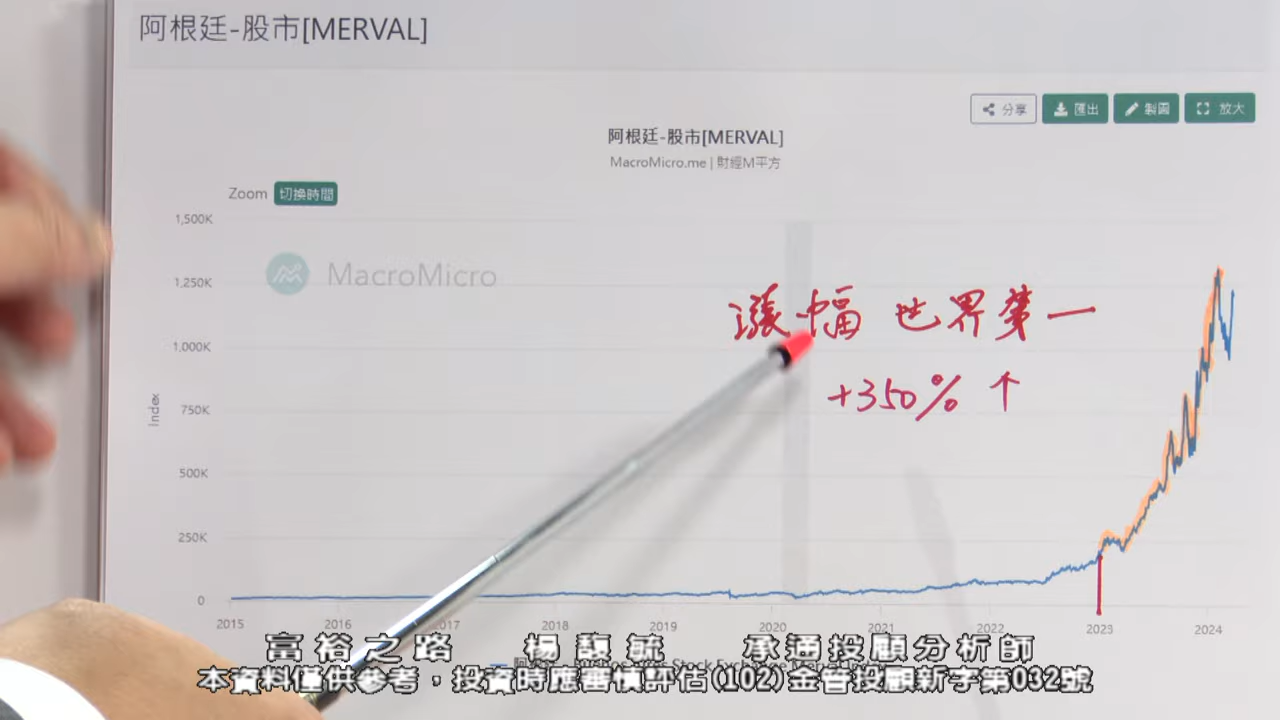 阿根廷-股市[MERVAL]
分享 匯出 製圖 放大
阿根廷-股市[MERVAL]
MacroMicro.me | 財經M平方
Zoom 切換時間
1,500K
1,250K
MacroMicro
漲幅 世界第一
1,000K
+350% ↑
750K
Index
500K
250K
0
2015 2016 2017 2018 2019 2020 2021 2022 2023 2024
富裕之路 楊馥毓 承通投顧分析師
本資料僅供參考，投資時應審慎評估(102)金管投顧新字第032號